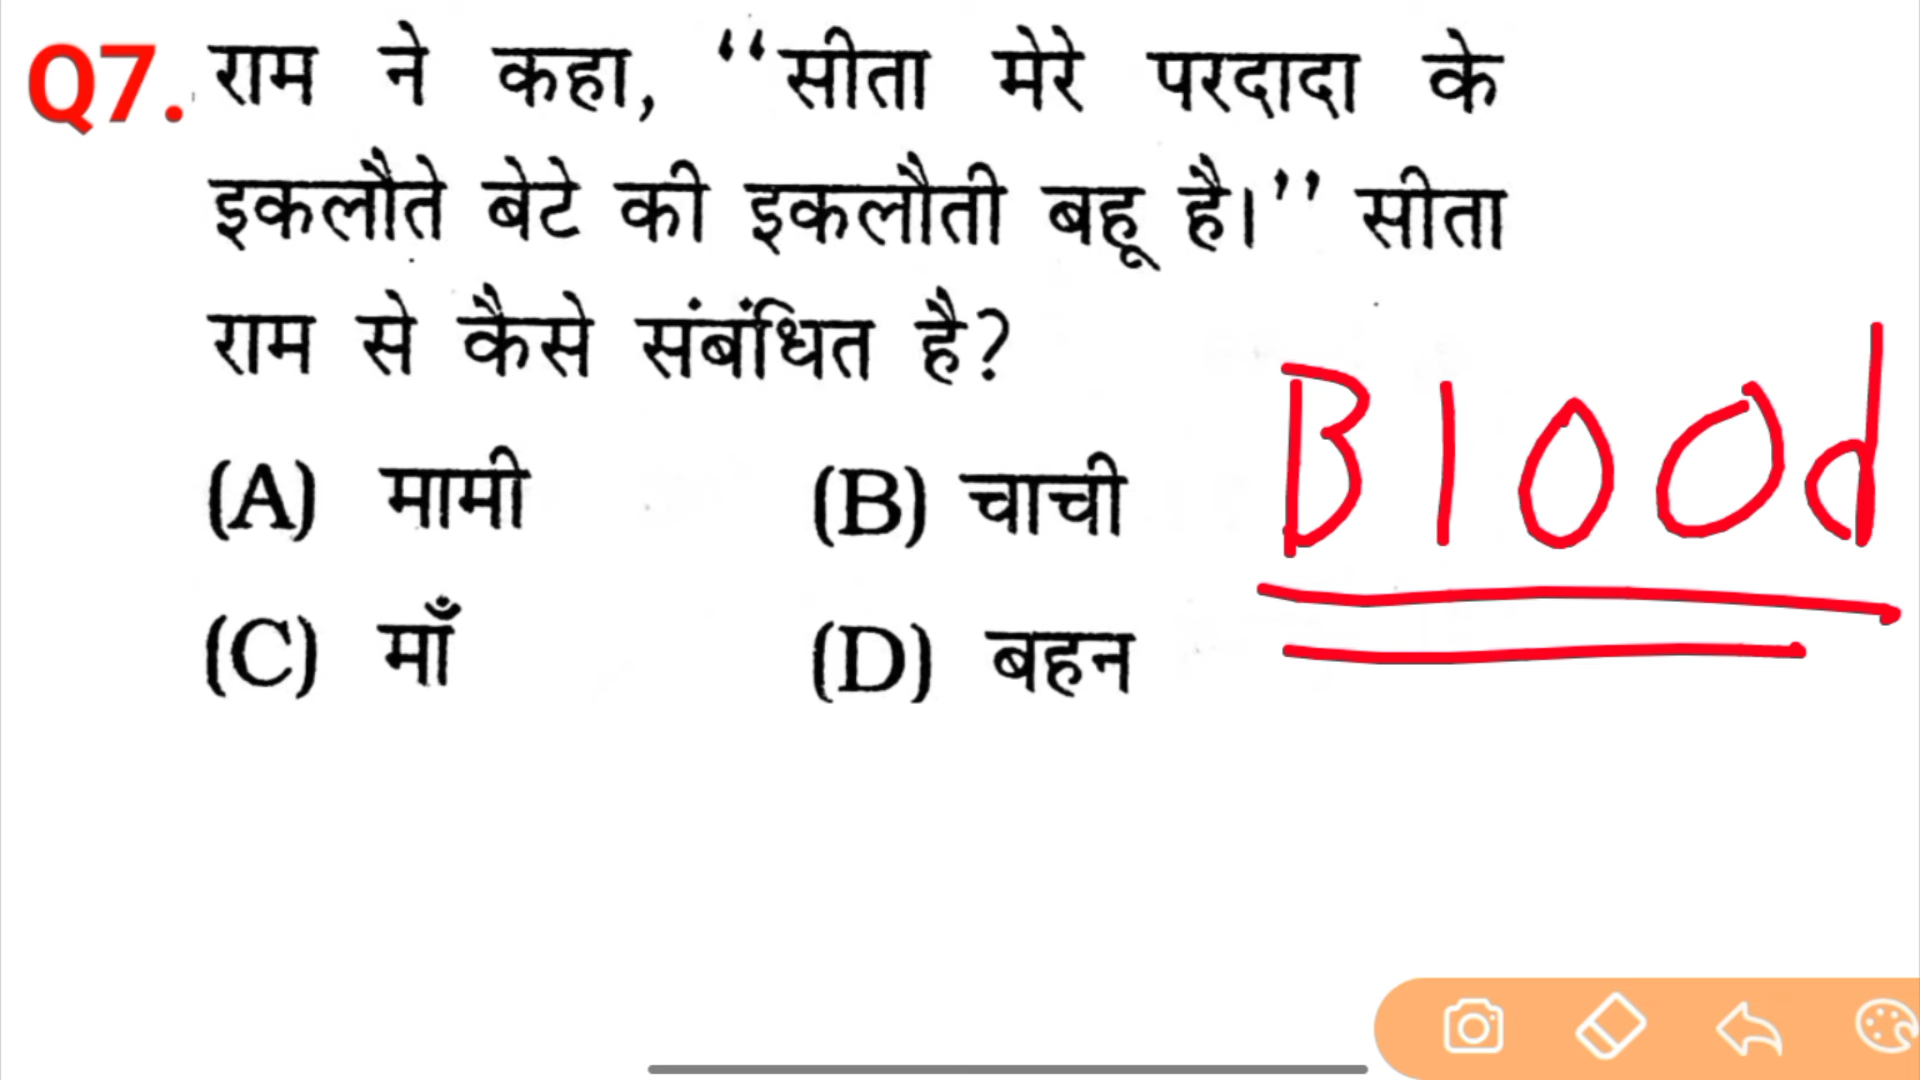 Q7. राम ने कहा, ‘‘सीता मेरे परदादा के
इकलौते बेटे की इकलौती बहू है।’’ सीता
राम से कैसे संबंधित है?
(A) मामी (B) चाची
(C) माँ (D) बहन
Blood